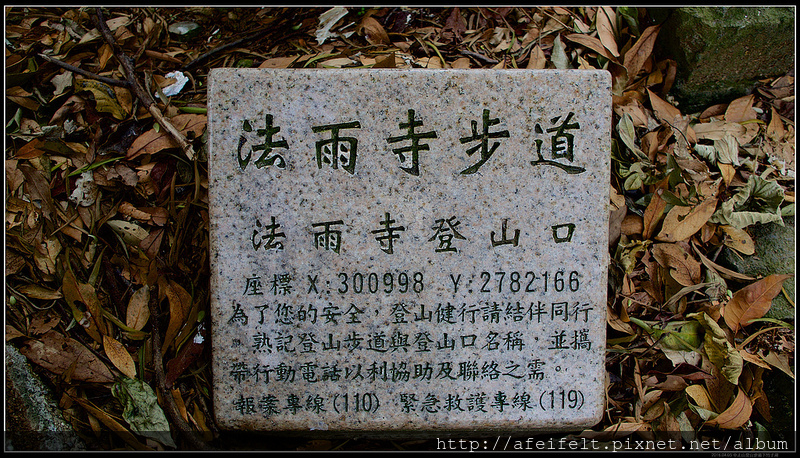 法雨寺步道
法雨寺登山口
座標 X:300998 Y:2782166
為了您的安全，登山健行請結伴同行
。熟記登山步道與登山口名稱，並攜
帶行動電話以利協助及聯絡之需。
報案專線(110) 緊急救護專線(119)
http://afeifelt.pixnet.net/album